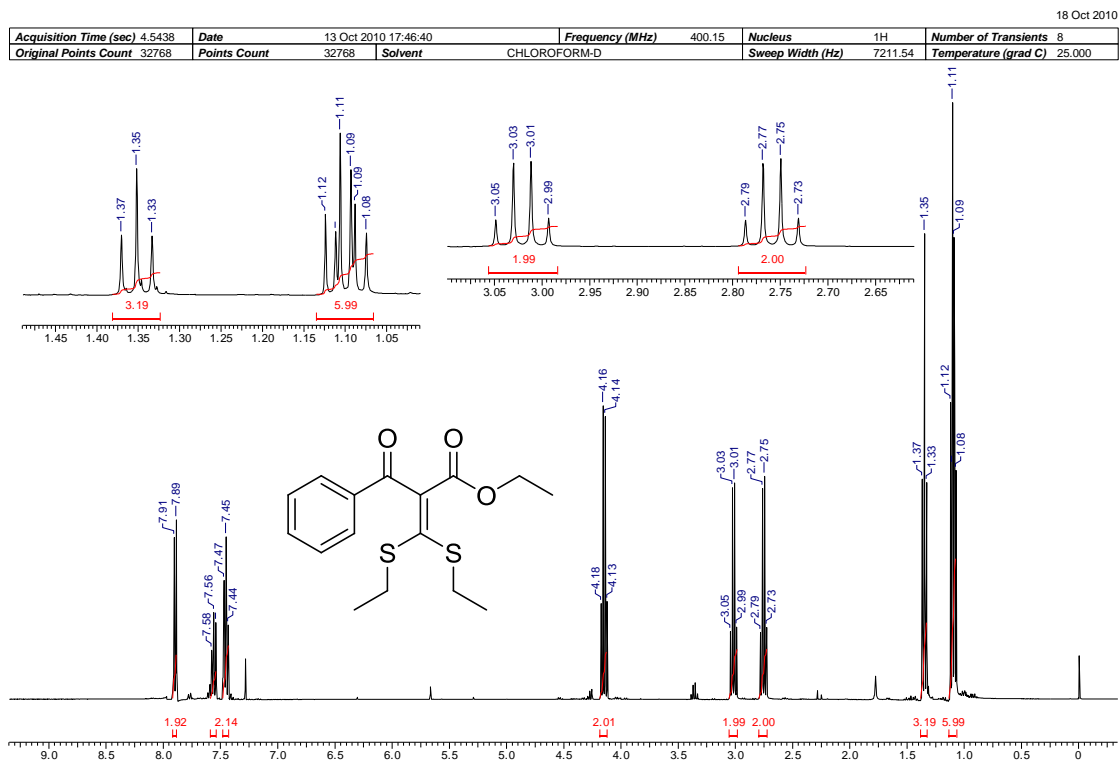 18 Oct 2010
Acquisition Time (sec) 4.5438 Date 13 Oct 2010 17:46:40 Frequency (MHz) 400.15 Nucleus 1H Number of Transients 8
Original Points Count 32768 Points Count 32768 Solvent CHLOROFORM-D Sweep Width (Hz) 7211.54 Temperature (grad C) 25.000
1.37 1.35 1.33 1.12 1.11 1.09 1.09 1.08
3.19 5.99
1.45 1.40 1.35 1.30 1.25 1.20 1.15 1.10 1.05
3.05 3.03 3.01 2.99 2.79 2.77 2.75 2.73
1.99 2.00
3.05 3.00 2.95 2.90 2.85 2.80 2.75 2.70 2.65
7.91 7.89 7.58 7.56 7.47 7.45 7.44 4.18 4.16 4.14 4.13 3.05 3.03 3.01 2.99 2.79 2.77 2.75 2.73 1.37 1.35 1.33 1.12 1.11 1.09 1.08
O O
O
S S
1.92 2.14 2.01 1.99 2.00 3.19 5.99
9.0 8.5 8.0 7.5 7.0 6.5 6.0 5.5 5.0 4.5 4.0 3.5 3.0 2.5 2.0 1.5 1.0 0.5 0